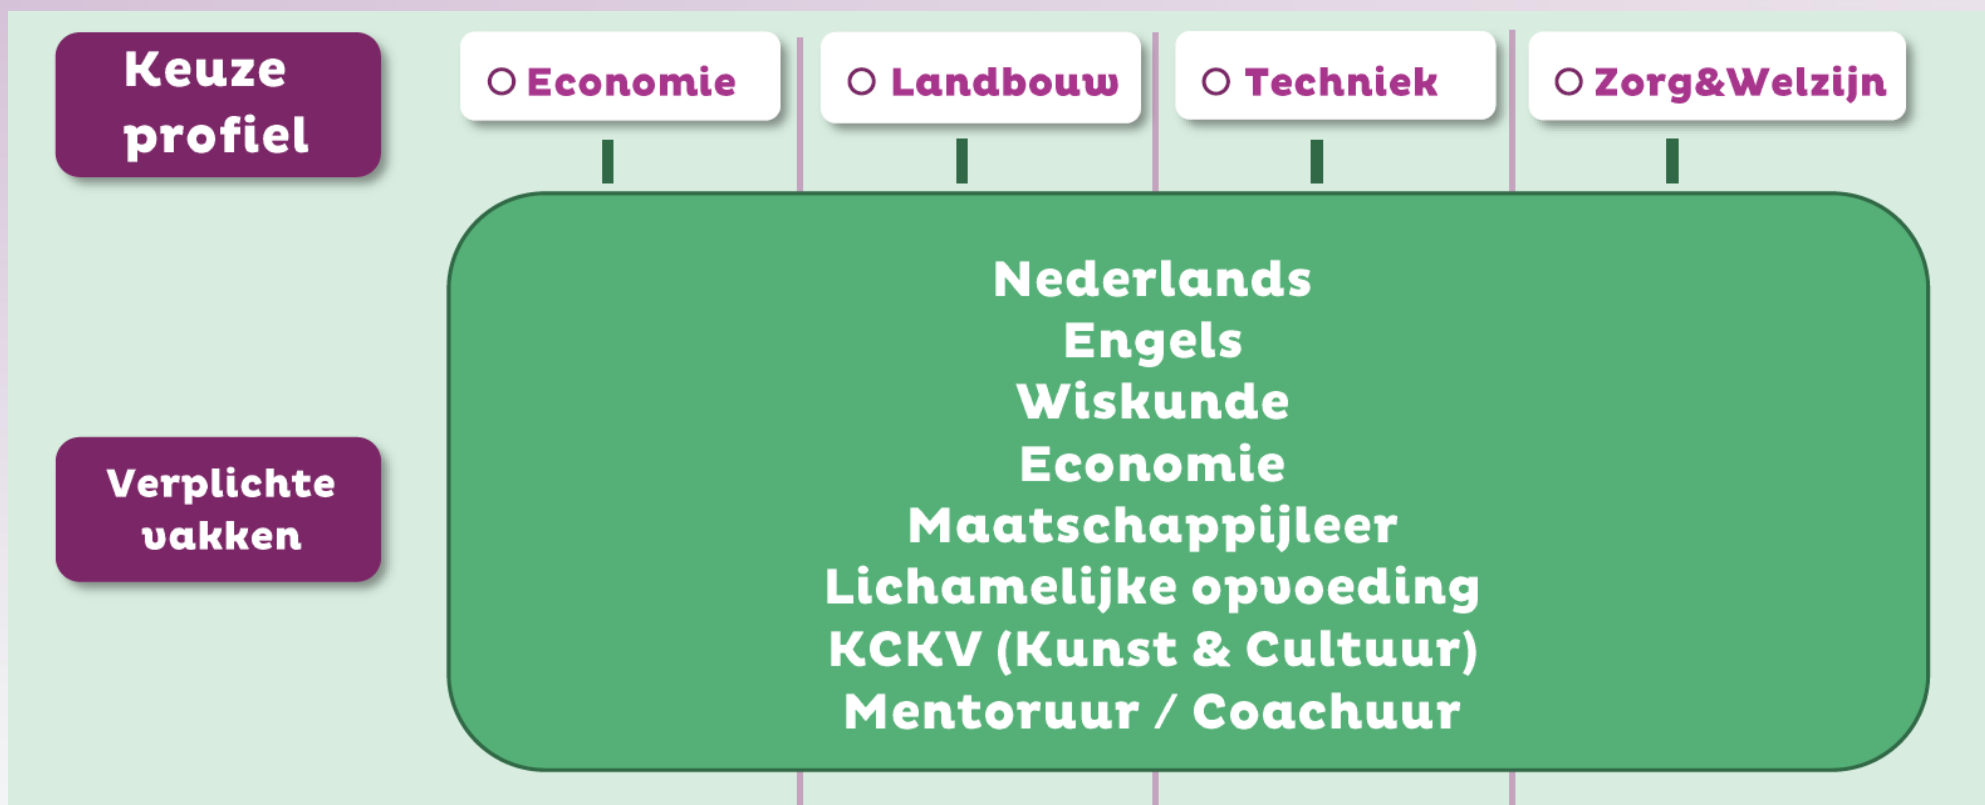 Keuze
profiel
Economie
Landbouw
Techniek
Zorg&Welzijn
Verplichte
vakken
Nederlands
Engels
Wiskunde
Economie
Maatschappijleer
Lichamelijke opvoeding
KCKV (Kunst & Cultuur)
Mentoruur / Coachuur